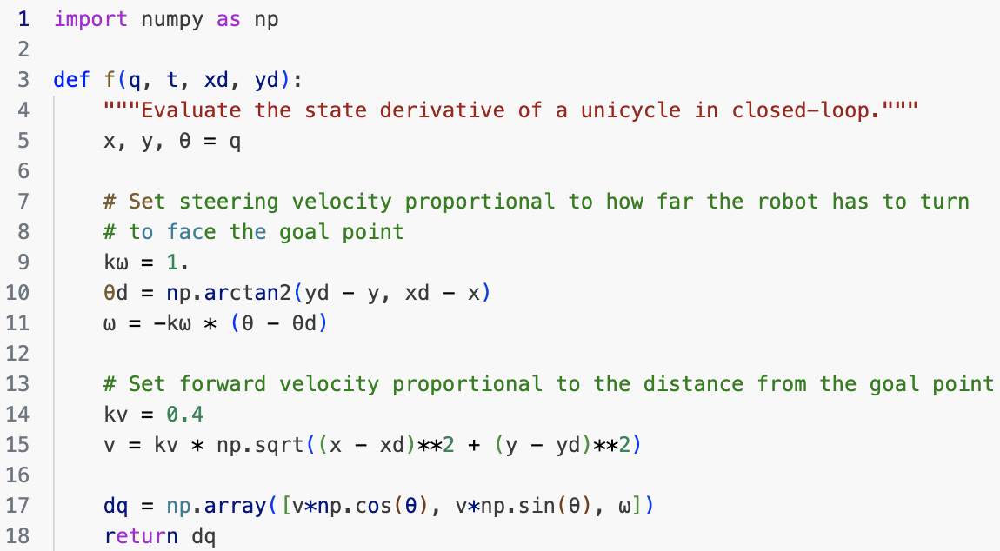 1 import numpy as np
2
3 def f(q, t, xd, yd):
4     """Evaluate the state derivative of a unicycle in closed-loop."""
5     x, y, θ = q
6
7     # Set steering velocity proportional to how far the robot has to turn
8     # to face the goal point
9     kω = 1.
10     θd = np.arctan2(yd - y, xd - x)
11     ω = -kω * (θ - θd)
12
13     # Set forward velocity proportional to the distance from the goal point
14     kv = 0.4
15     v = kv * np.sqrt((x - xd)**2 + (y - yd)**2)
16
17     dq = np.array([v*np.cos(θ), v*np.sin(θ), ω])
18     return dq